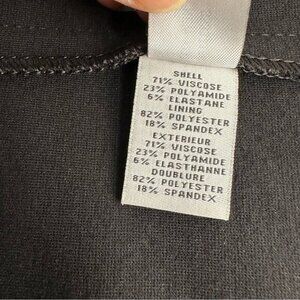 SHELL
71% VISCOSE
23% POLYAMIDE
6% ELASTANE
LINING
82% POLYESTER
18% SPANDEX
EXTERIEUR
71% VISCOSE
23% POLYAMIDE
6% ELASTHANNE
DOUBLURE
82% POLYESTER
18% SPANDEX